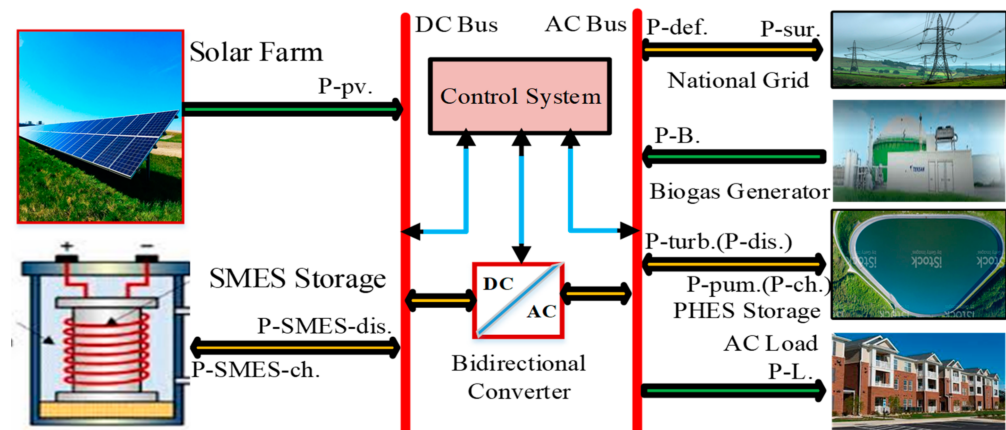 DC Bus
AC Bus
P-def.
P-sur.
Solar Farm
National Grid
P-pv.
Control System
P-B.
Biogas Generator
P-turb.(P-dis.)
iStock
P-pum.(P-ch.)
PHES Storage
+
−
SMES Storage
DC
AC
P-SMES-dis.
P-SMES-ch.
Bidirectional
Converter
AC Load
P-L.